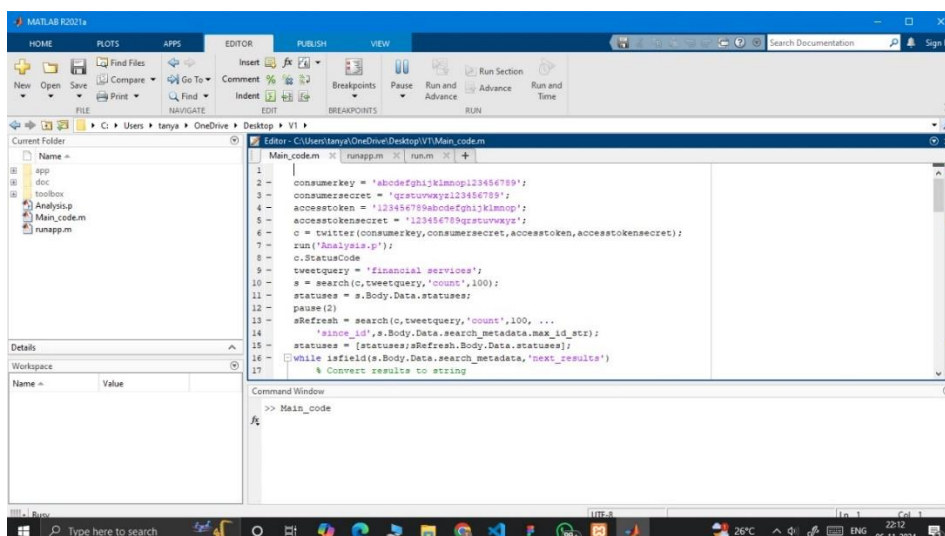 MATLAB R2021a
HOME PLOTS APPS EDITOR PUBLISH VIEW Search Documentation Sign
New Open Save Find Files Compare Print Go To Find Insert Comment Indent Breakpoints Pause Run and Advance Run Section Advance Run and Time
FILE NAVIGATE EDIT BREAKPOINTS RUN
C: Users tanya OneDrive Desktop V1
Current Folder
Name
app
doc
toolbox
Analysis.p
Main_code.m
runapp.m
Details
Workspace
Name Value
Editor - C:\Users\tanya\OneDrive\Desktop\V1\Main_code.m
Main_code.m runapp.m run.m
1
2 consumerkey = 'abcdefghijklmnop123456789';
3 consumersecret = 'qrstuvwxyz123456789';
4 accesstoken = '123456789abcdefghijklmnop';
5 accesstokensecret = '123456789qrstuvwxyz';
6 c = twitter(consumerkey,consumersecret,accesstoken,accesstokensecret);
7 run('Analysis.p');
8 c.StatusCode
9 tweetquery = 'financial services';
10 s = search(c,tweetquery,'count',100);
11 statuses = s.Body.Data.statuses;
12 pause(2)
13 sRefresh = search(c,tweetquery,'count',100, ...
14 'since_id',s.Body.Data.search_metadata.max_id_str);
15 statuses = [statuses;sRefresh.Body.Data.statuses];
16 while isfield(s.Body.Data.search_metadata,'next_results')
17 % Convert results to string
Command Window
>> Main_code
fx
Busy UTF-8 Ln 1 Col 1
Type here to search 26°C ENG 22:12